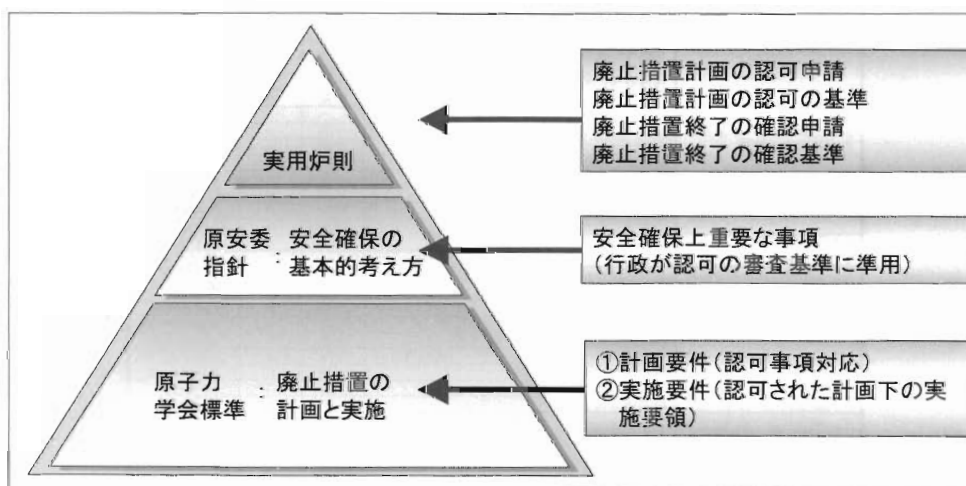 実用炉則
廃止措置計画の認可申請
廃止措置計画の認可の基準
廃止措置終了の確認申請
廃止措置終了の確認基準
原安委 : 安全確保の
指針 基本的考え方
安全確保上重要な事項
(行政が認可の審査基準に準用)
原子力 : 廃止措置の
学会標準 計画と実施
①計画要件(認可事項対応)
②実施要件(認可された計画下の実
施要領)